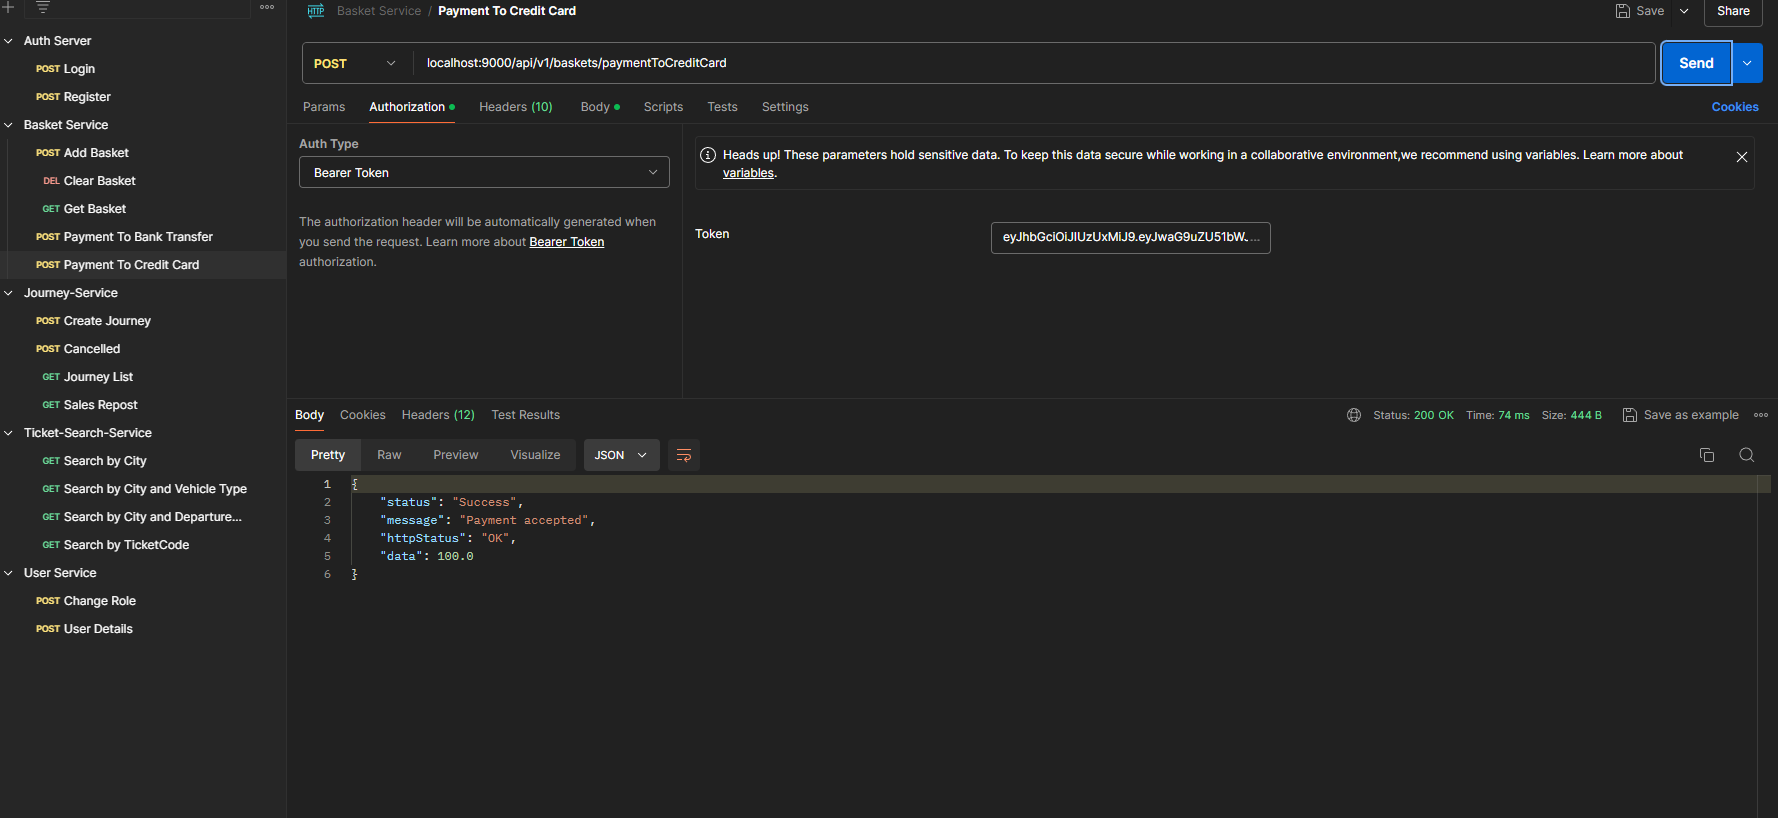 Auth Server
POST Login
POST Register
Basket Service
POST Add Basket
DEL Clear Basket
GET Get Basket
POST Payment To Bank Transfer
POST Payment To Credit Card
Journey-Service
POST Create Journey
POST Cancelled
GET Journey List
GET Sales Repost
Ticket-Search-Service
GET Search by City
GET Search by City and Vehicle Type
GET Search by City and Departure...
GET Search by TicketCode
User Service
POST Change Role
POST User Details
HTTP Basket Service / Payment To Credit Card
Save Share
POST localhost:9000/api/v1/baskets/paymentToCreditCard Send
Params Authorization Headers (10) Body Scripts Tests Settings Cookies
Auth Type
Bearer Token
The authorization header will be automatically generated when
you send the request. Learn more about Bearer Token
authorization.
Heads up! These parameters hold sensitive data. To keep this data secure while working in a collaborative environment,we recommend using variables. Learn more about
variables.
Token eyJhbGciOiJIUzUxMiJ9.eyJwaG9uZU51bW. ...
Body Cookies Headers (12) Test Results Status: 200 OK Time: 74 ms Size: 444 B Save as example
Pretty Raw Preview Visualize JSON
1 {
2 "status": "Success",
3 "message": "Payment accepted",
4 "httpStatus": "OK",
5 "data": 100.0
6 }